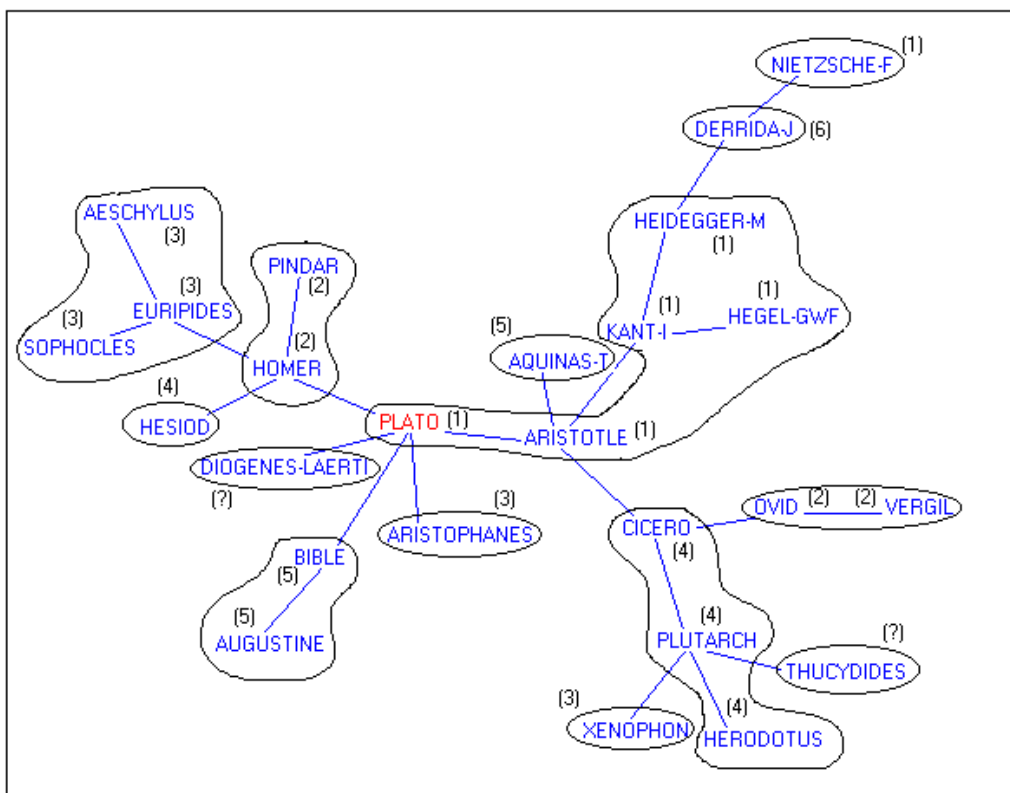 NIETZSCHE-F (1)
DERRIDA-J (6)
AESCHYLUS
(3)
HEIDEGGER-M
(1)
PINDAR
(2)
(3)
EURIPIDES
(3)
SOPHOCLES
(1)
HEGEL-GWF
(1)
KANT-I
(5)
AQUINAS-T
(2)
HOMER
(4)
HESIOD
PLATO (1)
ARISTOTLE (1)
DIOGENES-LAERTI
(?)
(3)
ARISTOPHANES
OVID (2) (2) VERGIL
CICERO
(4)
BIBLE
(5)
(5)
AUGUSTINE
(4)
PLUTARCH
(?)
THUCYDIDES
(3)
XENOPHON
(4)
HERODOTUS